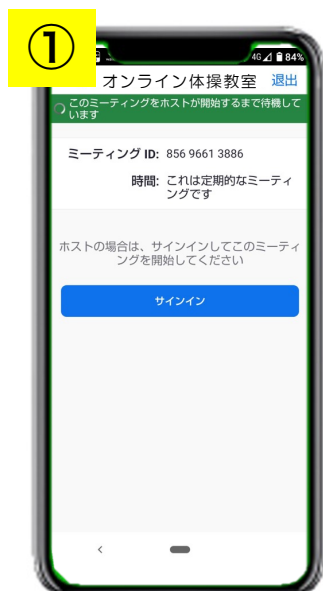 ①
4G 84%
オンライン体操教室 退出
このミーティングをホストが開始するまで待機して
います
ミーティング ID: 856 9661 3886
時間: これは定期的なミーティ
ングです
ホストの場合は、サインインしてこのミーティ
ングを開始してください
サインイン